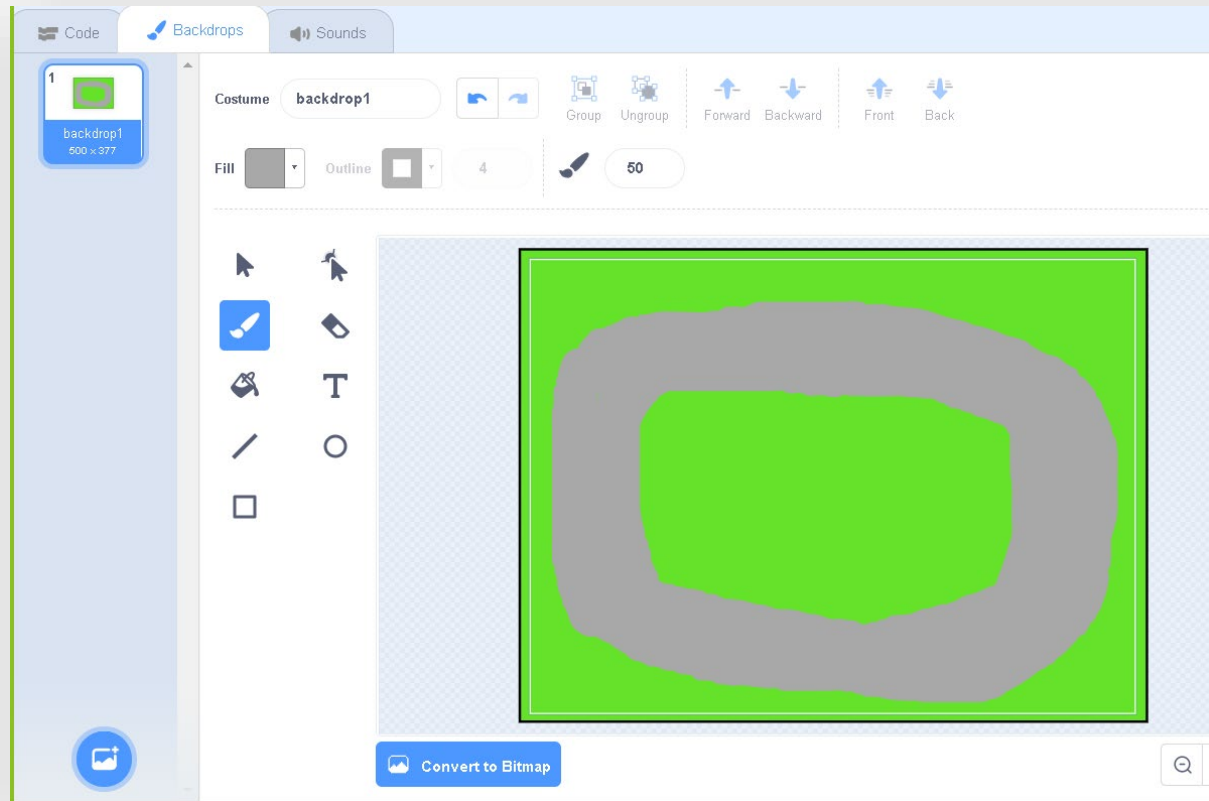 Code
Backdrops
Sounds
1
backdrop1
500 × 377
Costume backdrop1
Group Ungroup Forward Backward Front Back
Fill Outline 4 50
T
Convert to Bitmap